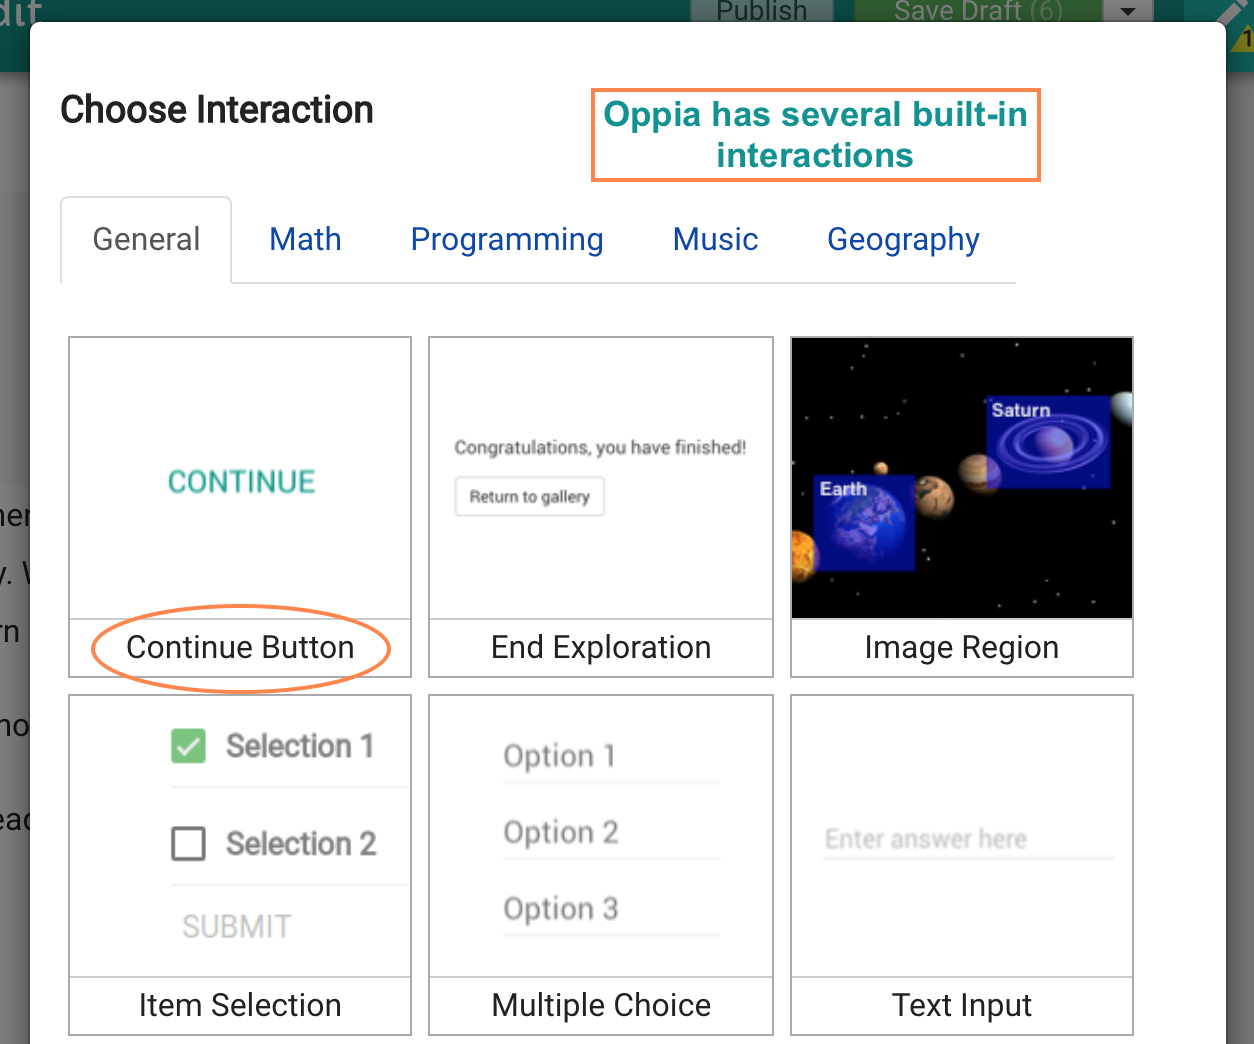 Publish
Save Draft (6)
1
Choose Interaction
Oppia has several built-in
interactions
General
Math
Programming
Music
Geography
CONTINUE
Continue Button
Congratulations, you have finished!
Return to gallery
End Exploration
Saturn
Earth
Image Region
Selection 1
Selection 2
SUBMIT
Item Selection
Option 1
Option 2
Option 3
Multiple Choice
Enter answer here
Text Input